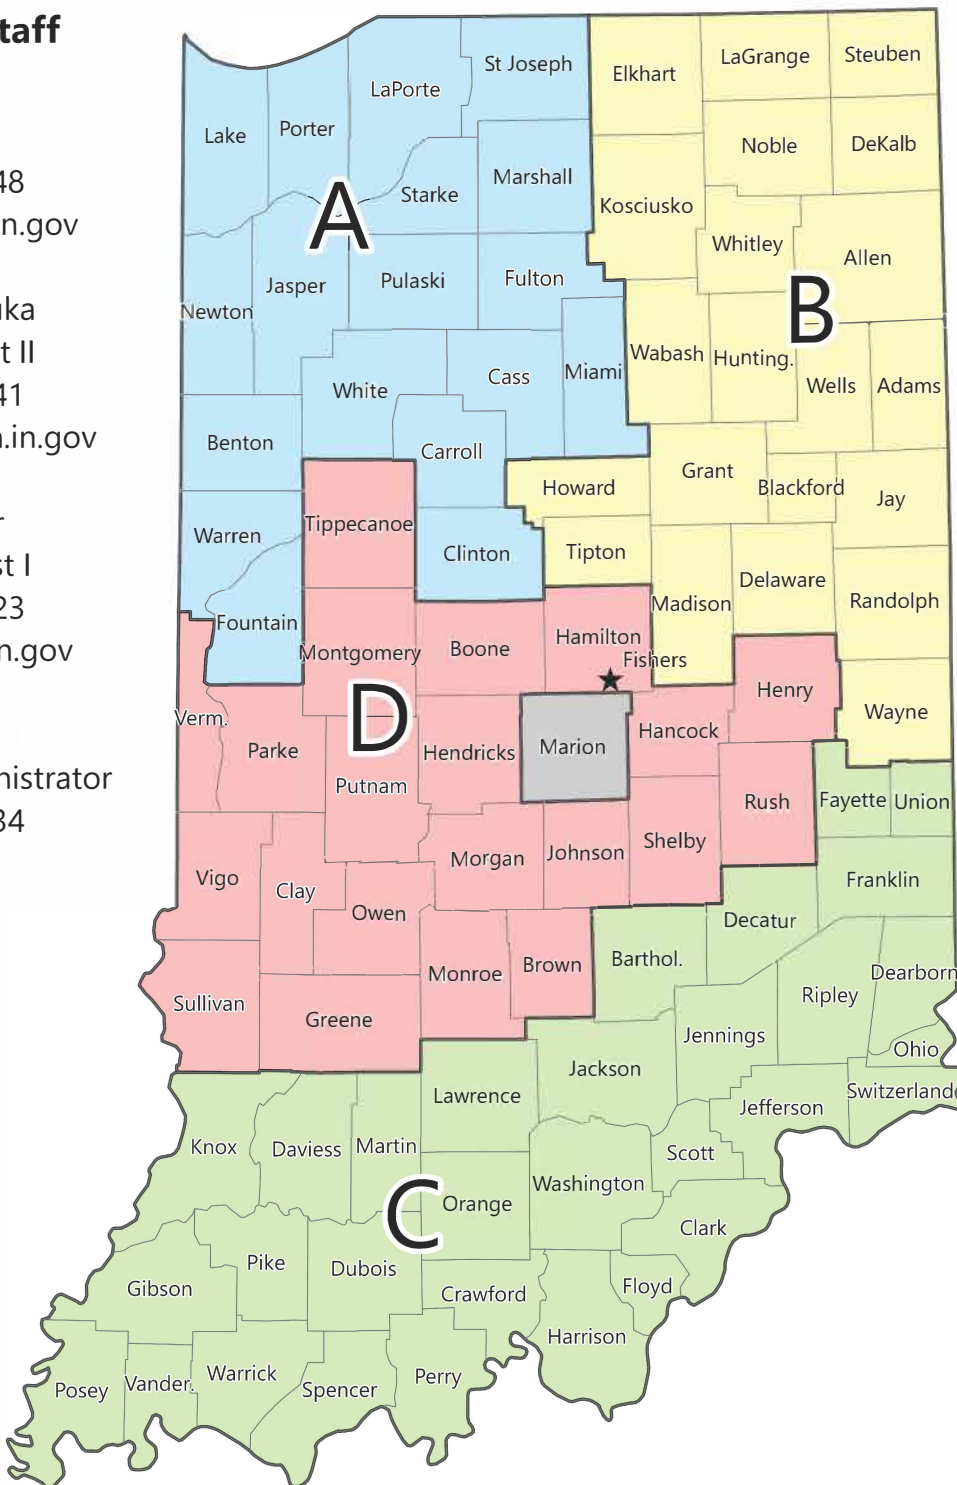 taff
48
n.gov
uka
t II
41
n.in.gov
r
st I
23
n.gov
nistrator
34
St Joseph
LaGrange
Steuben
Elkhart
LaPorte
Lake
Porter
Noble
DeKalb
Marshall
Starke
Kosciusko
A
Whitley
Allen
Jasper
Pulaski
Fulton
Newton
B
Wabash
Hunting.
Miami
Cass
White
Wells
Adams
Benton
Carroll
Grant
Howard
Blackford
Jay
Tippecanoe
Warren
Clinton
Tipton
Delaware
Madison
Randolph
Fountain
Hamilton
Boone
Montgomery
Fishers
Henry
Wayne
Verm.
D
Hancock
Marion
Parke
Hendricks
Putnam
Rush
Fayette
Union
Shelby
Johnson
Morgan
Vigo
Clay
Franklin
Owen
Decatur
Barthol.
Brown
Monroe
Dearborn
Ripley
Sullivan
Greene
Jennings
Ohio
Jackson
Switzerland
Lawrence
Jefferson
Knox
Daviess
Martin
Scott
Washington
Orange
C
Clark
Pike
Dubois
Gibson
Crawford
Floyd
Harrison
Warrick
Perry
Vander.
Posey
Spencer